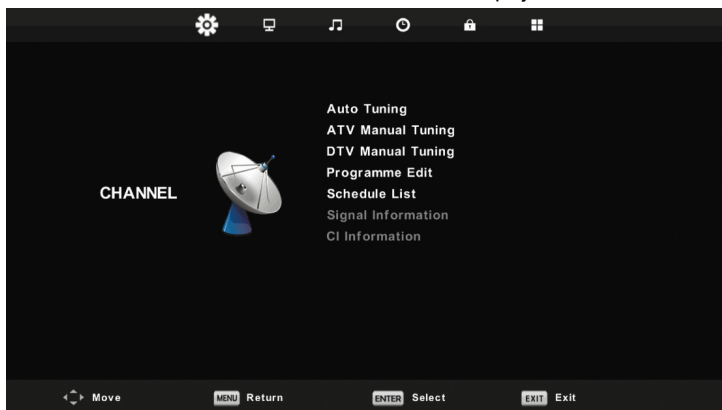 Auto Tuning
ATV Manual Tuning
DTV Manual Tuning
Programme Edit
CHANNEL
Schedule List
Signal Information
CI Information
Move
MENU Return
ENTER Select
EXIT Exit